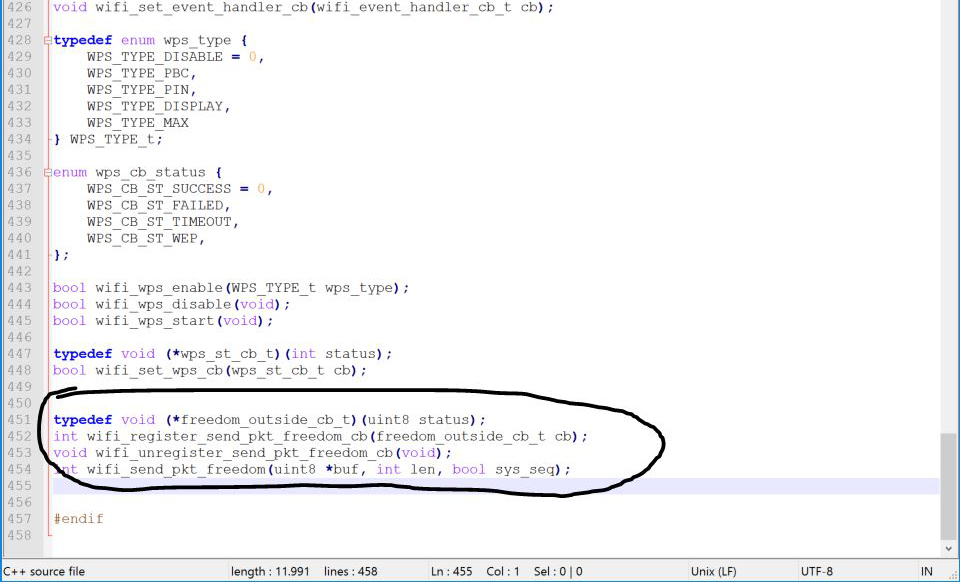 426 void wifi_set_event_handler_cb(wifi_event_handler_cb_t cb);
427
428 typedef enum wps_type {
429 WPS_TYPE_DISABLE = 0,
430 WPS_TYPE_PBC,
431 WPS_TYPE_PIN,
432 WPS_TYPE_DISPLAY,
433 WPS_TYPE_MAX
434 } WPS_TYPE_t;
435
436 enum wps_cb_status {
437 WPS_CB_ST_SUCCESS = 0,
438 WPS_CB_ST_FAILED,
439 WPS_CB_ST_TIMEOUT,
440 WPS_CB_ST_WEP,
441 };
442
443 bool wifi_wps_enable(WPS_TYPE_t wps_type);
444 bool wifi_wps_disable(void);
445 bool wifi_wps_start(void);
446
447 typedef void (*wps_st_cb_t)(int status);
448 bool wifi_set_wps_cb(wps_st_cb_t cb);
449
450
451 typedef void (*freedom_outside_cb_t)(uint8 status);
452 int wifi_register_send_pkt_freedom_cb(freedom_outside_cb_t cb);
453 void wifi_unregister_send_pkt_freedom_cb(void);
454 int wifi_send_pkt_freedom(uint8 *buf, int len, bool sys_seq);
455
456
457 #endif
458
C++ source file length : 11.991 lines : 458 Ln : 455 Col : 1 Sel : 0 | 0 Unix (LF) UTF-8 IN